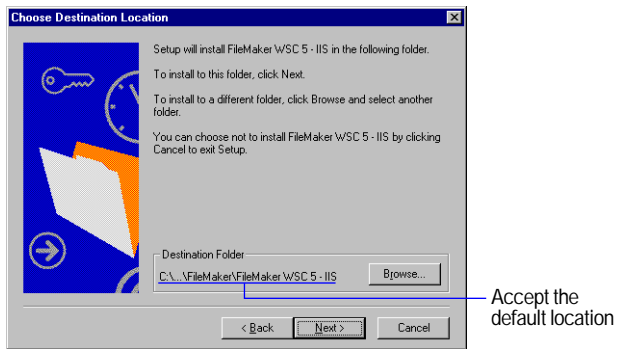 Choose Destination Location
Setup will install FileMaker WSC 5 - IIS in the following folder.
To install to this folder, click Next.
To install to a different folder, click Browse and select another
folder.
You can choose not to install FileMaker WSC 5 - IIS by clicking
Cancel to exit Setup.
Destination Folder
C:\...\FileMaker\FileMaker WSC 5 - IIS
Browse...
Accept the
default location
< Back
Next >
Cancel